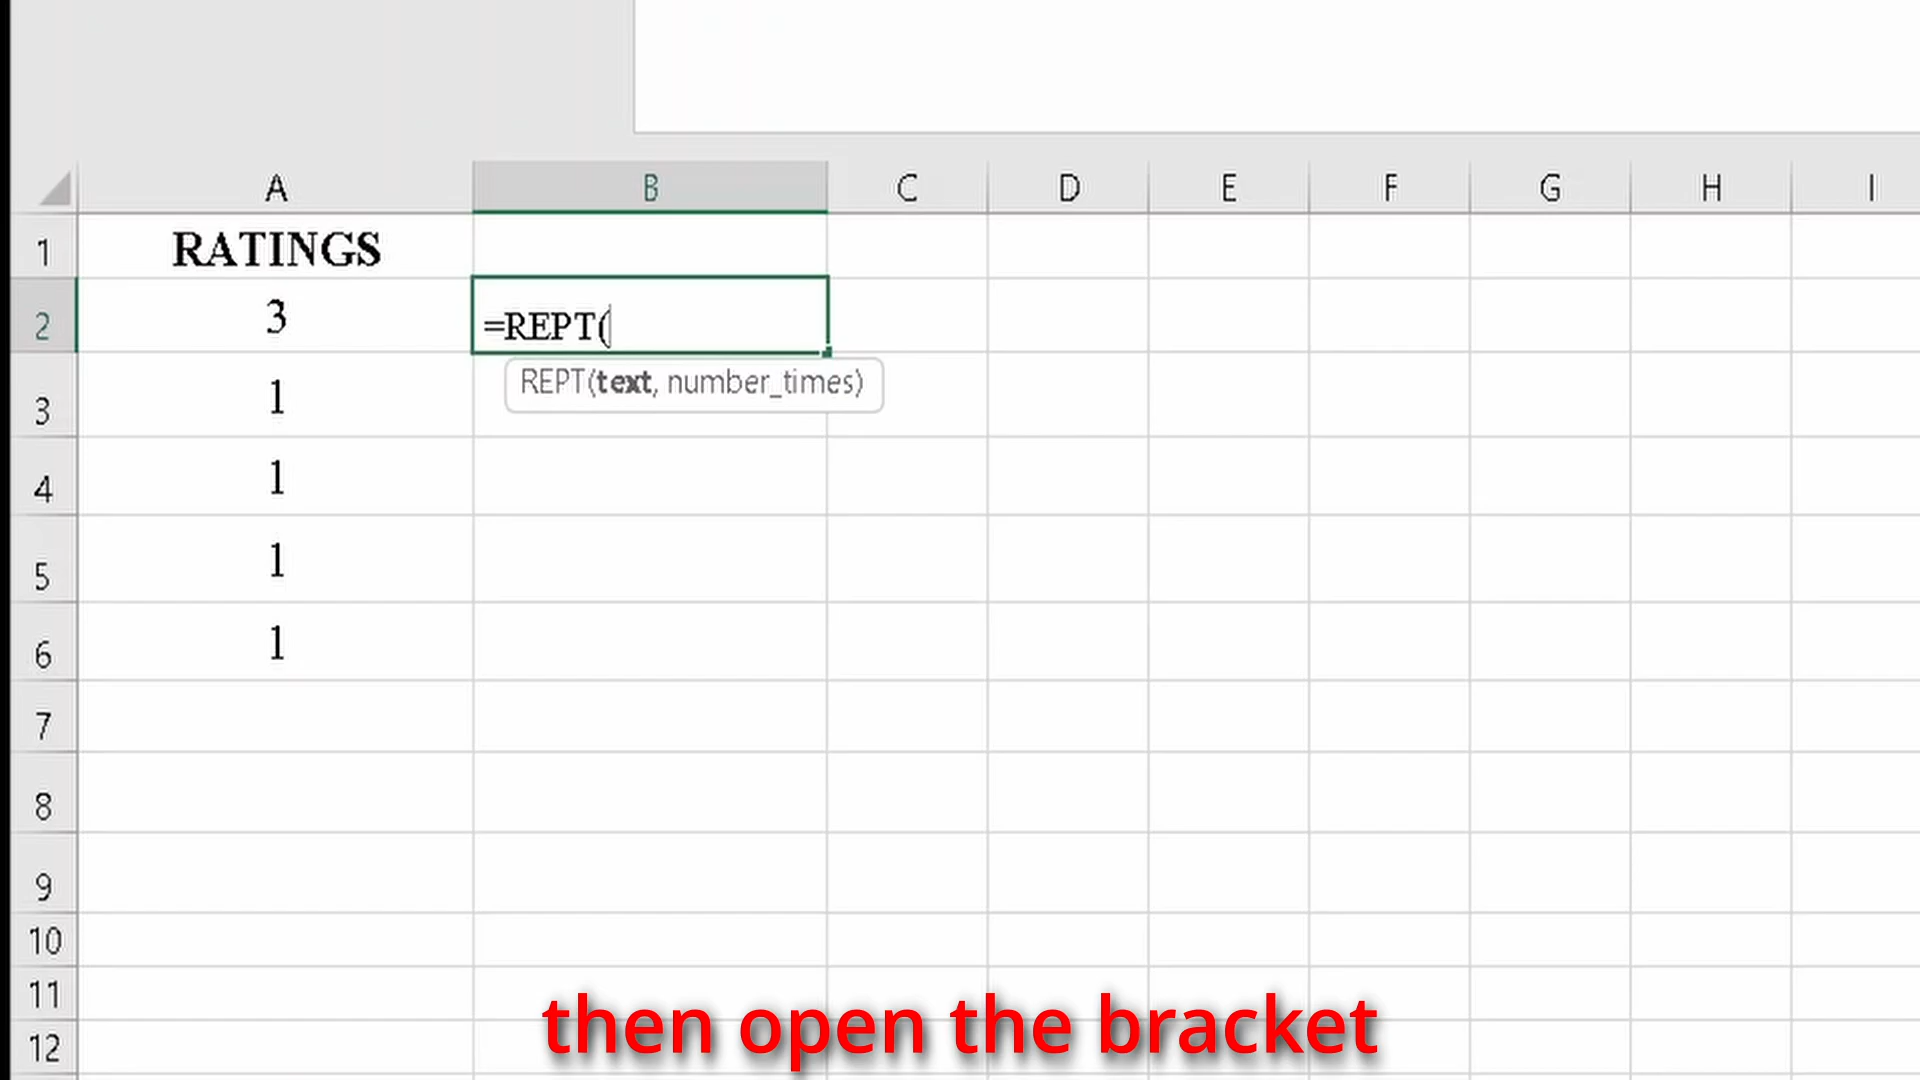 A B C D E F G H I
1 RATINGS
2 3 =REPT(
REPT(text, number_times)
3 1
4 1
5 1
6 1
7
8
9
10
11
12
then open the bracket